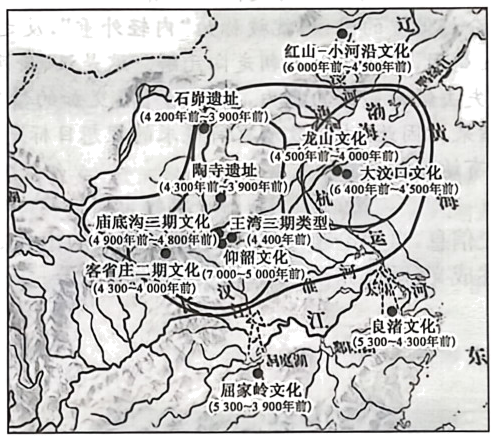 辽
红山–小河沿文化
(6 000年前~4 500年前)
石峁遗址
(4 200年前~3 900年前)
渤
海
黄
海
龙山文化
(4 500年前~4 000年前)
大汶口文化
(6 400年前~4 500年前)
陶寺遗址
(4 300年前~3 900年前)
杭
运
河
庙底沟二期文化
(4 900年前~4 800年前)
王湾三期类型
(4 400年前)
客省庄二期文化
(4 300~4 000年前)
仰韶文化
(7 000~5 000年前)
汉
江
淮
河
良渚文化
(5 300~4 300年前)
东
屈家岭文化
(5 300~3 900年前)